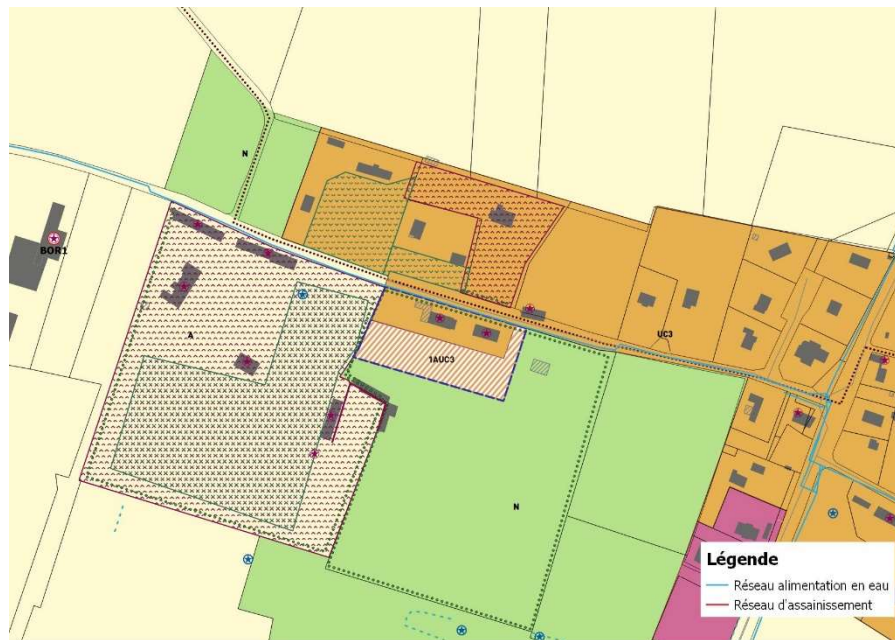 N
BOR1
A
UC3
1AUC3
N
Légende
Réseau alimentation en eau
Réseau d'assainissement